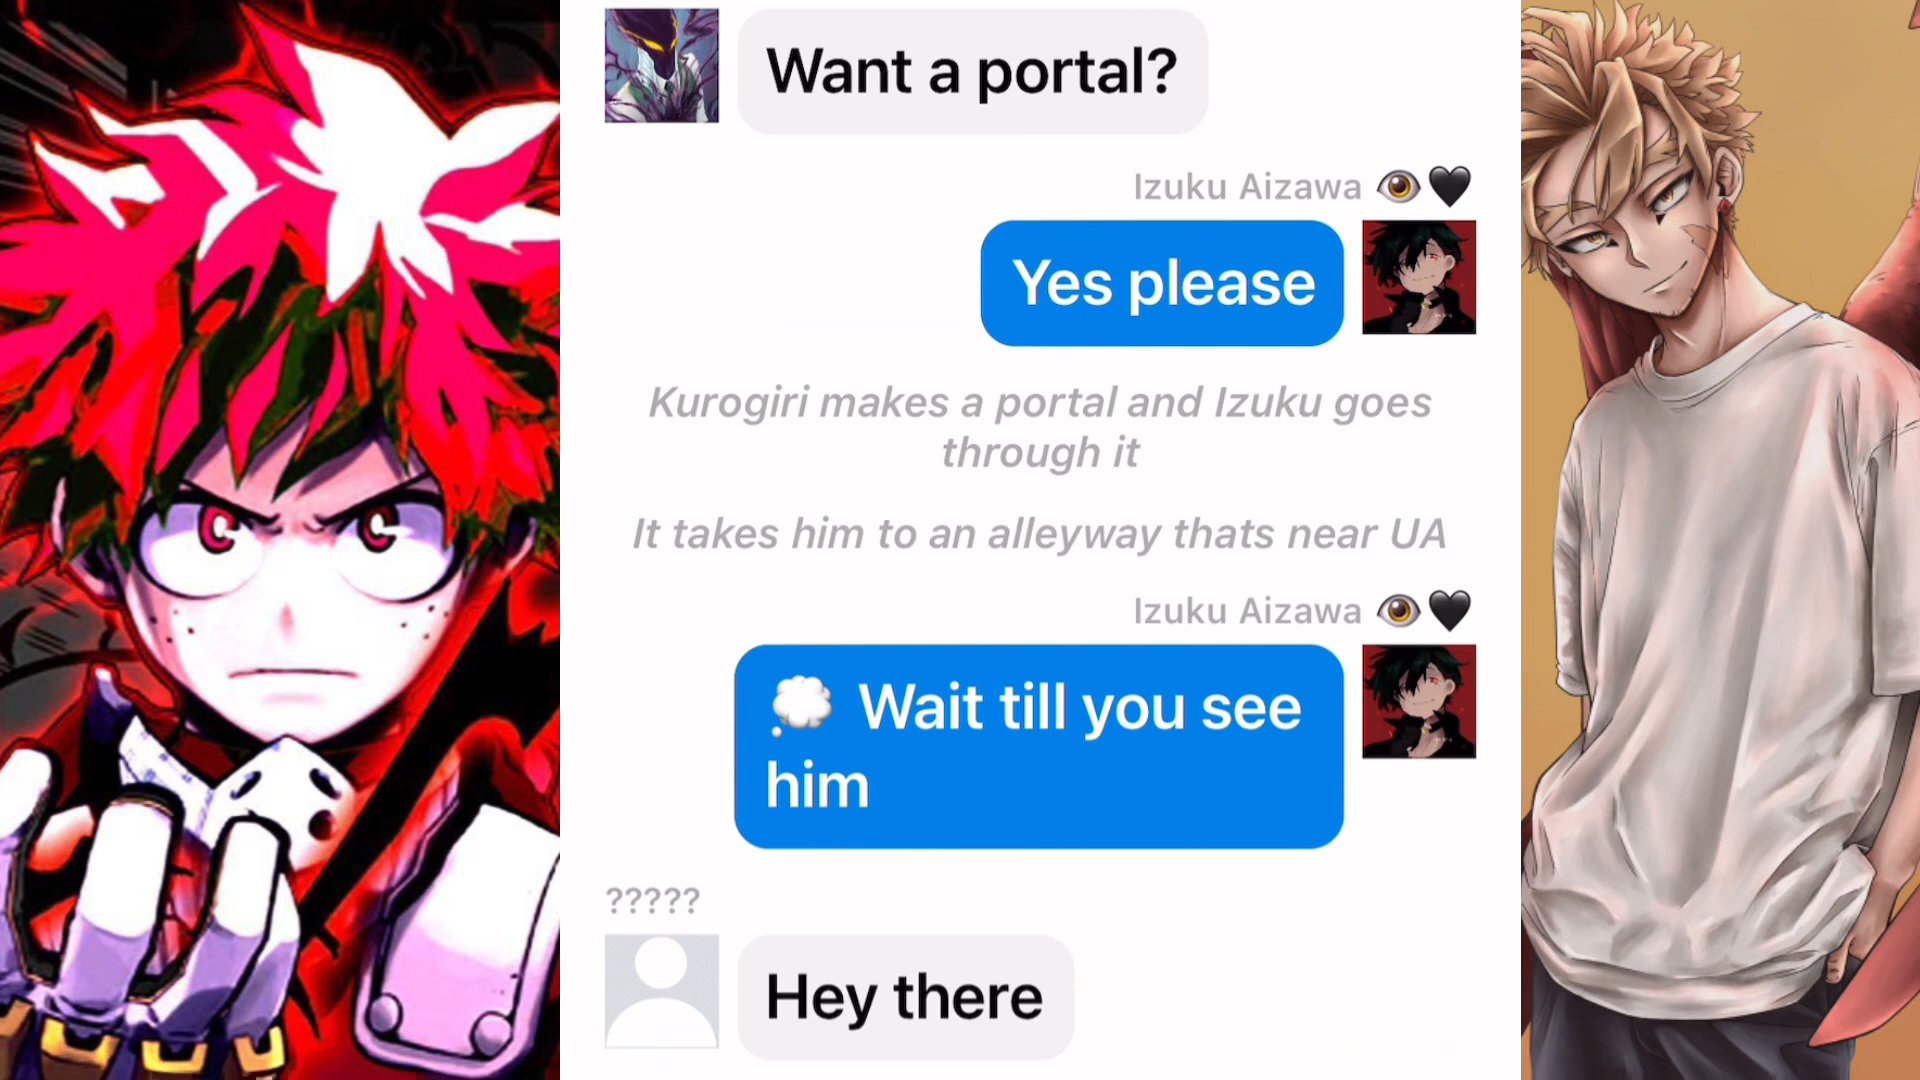 Want a portal?
Izuku Aizawa 👁️🖤
Yes please
Kurogiri makes a portal and Izuku goes
through it
It takes him to an alleyway thats near UA
Izuku Aizawa 👁️🖤
💭 Wait till you see
him
?????
Hey there